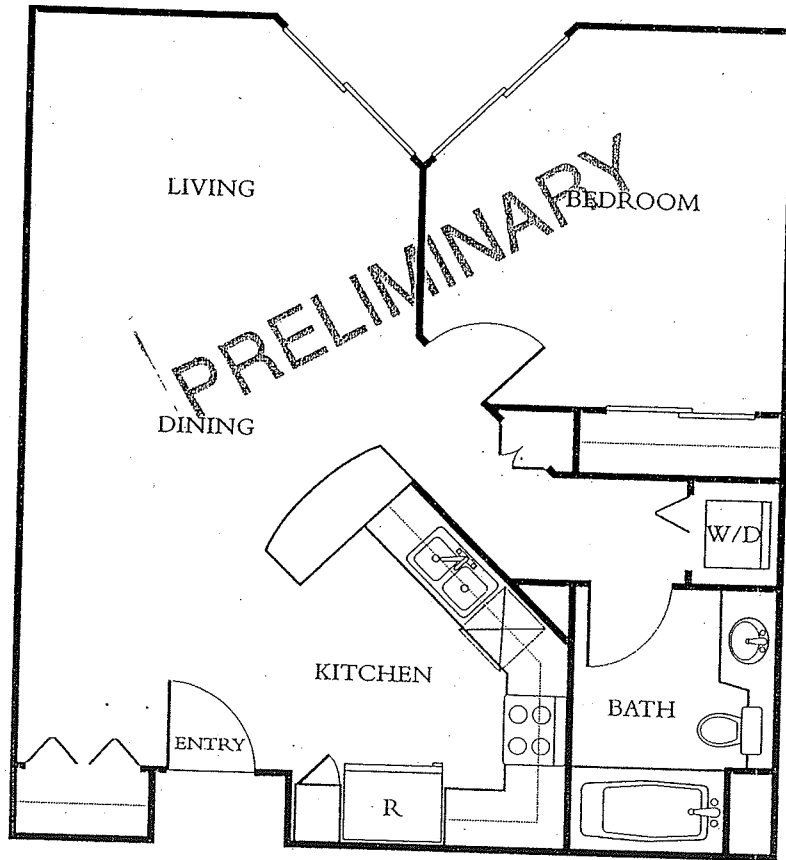 LIVING
BEDROOM
PRELIMINARY
DINING
W/D
KITCHEN
BATH
ENTRY
R